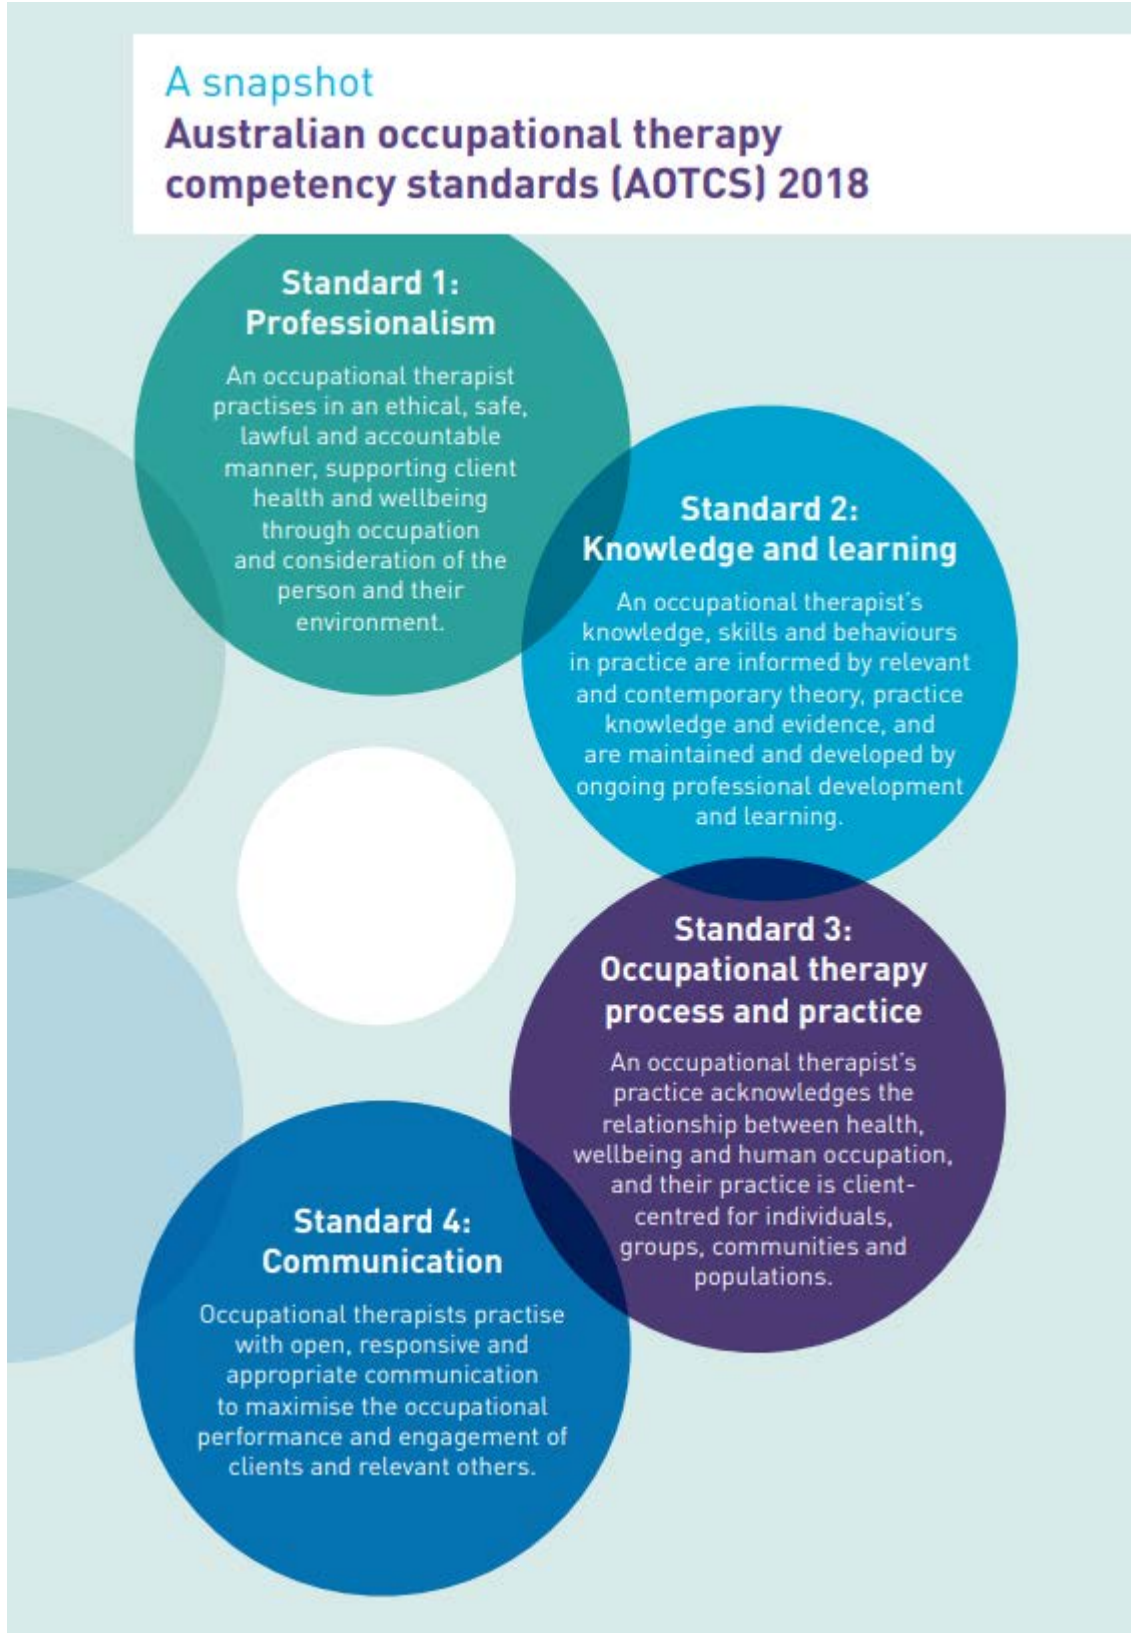 A snapshot
Australian occupational therapy
competency standards (AOTCS) 2018
Standard 1:
Professionalism
An occupational therapist
practises in an ethical, safe,
lawful and accountable
manner, supporting client
health and wellbeing
through occupation
and consideration of the
person and their
environment.
Standard 2:
Knowledge and learning
An occupational therapist’s
knowledge, skills and behaviours
in practice are informed by relevant
and contemporary theory, practice
knowledge and evidence, and
are maintained and developed by
ongoing professional development
and learning.
Standard 3:
Occupational therapy
process and practice
An occupational therapist’s
practice acknowledges the
relationship between health,
wellbeing and human occupation,
and their practice is client-
centred for individuals,
groups, communities and
populations.
Standard 4:
Communication
Occupational therapists practise
with open, responsive and
appropriate communication
to maximise the occupational
performance and engagement of
clients and relevant others.